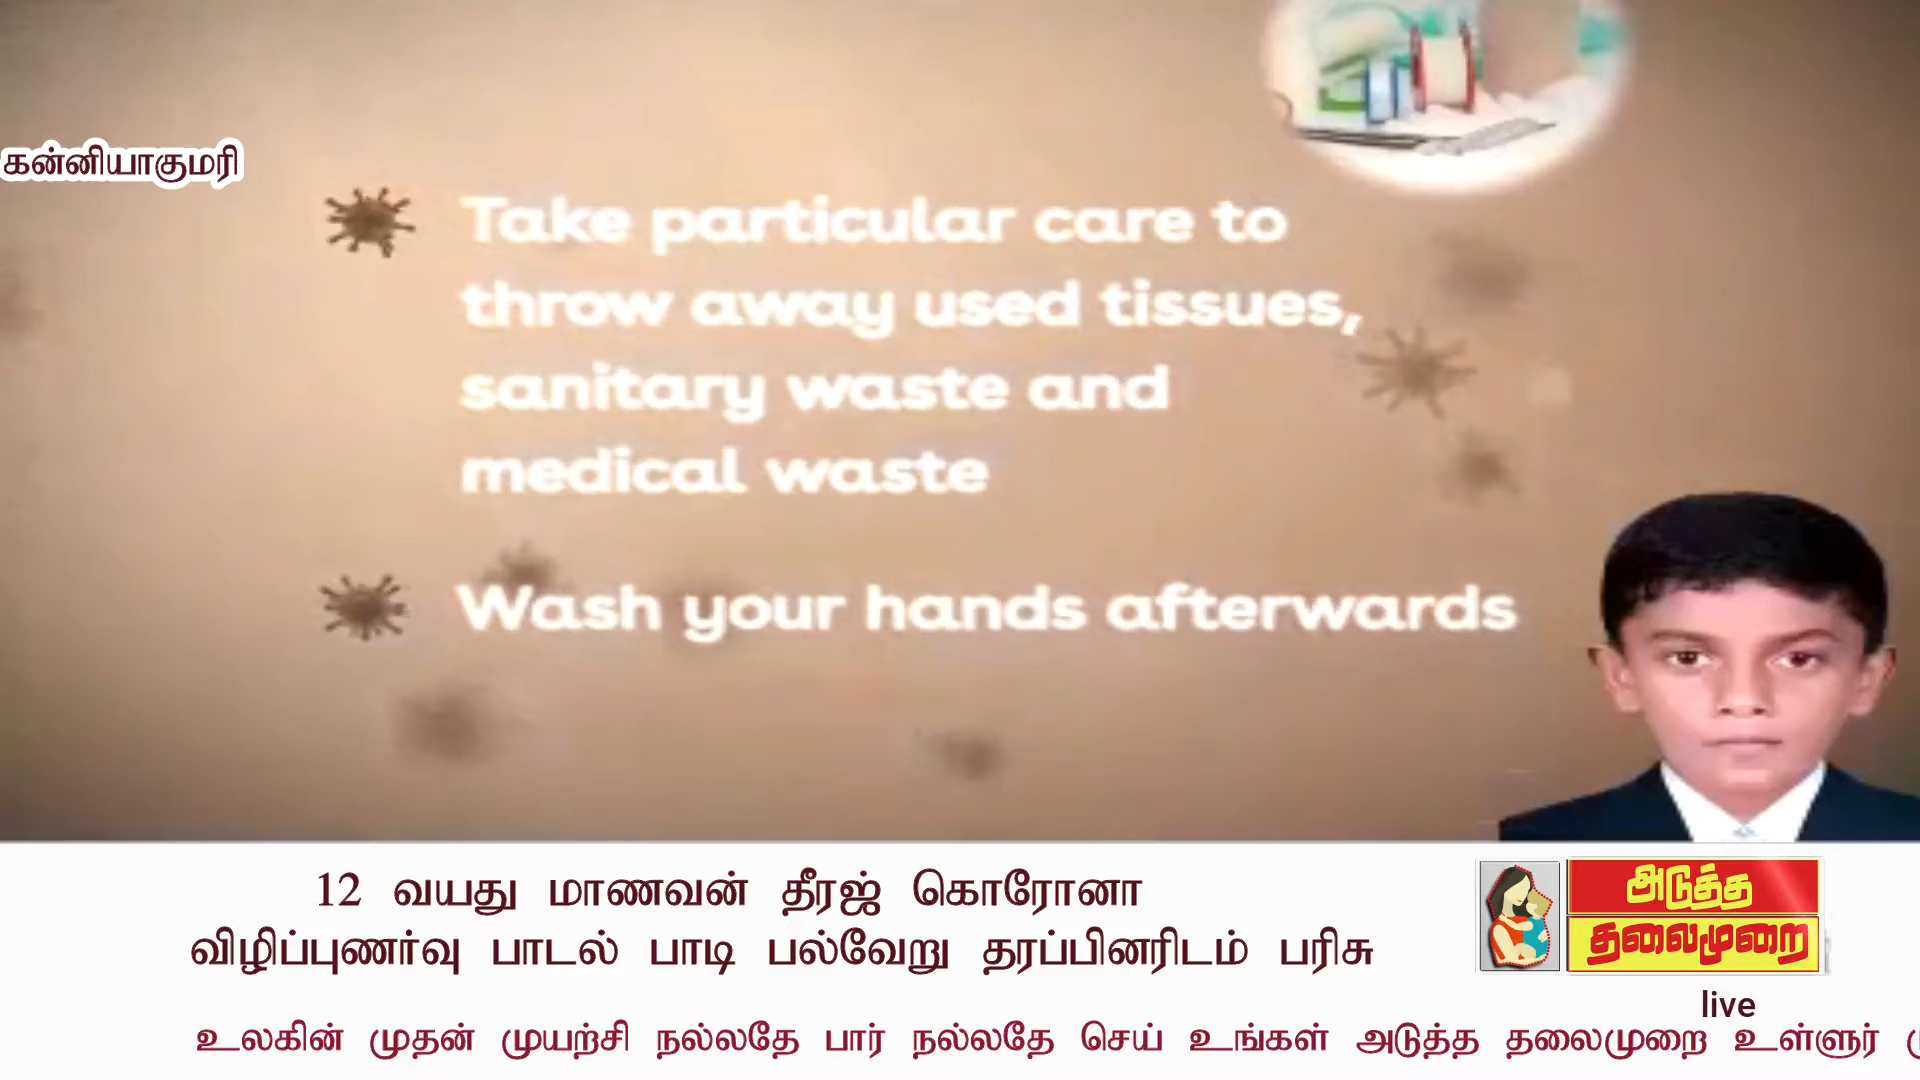 கன்னியாகுமரி
Take particular care to
throw away used tissues,
sanitary waste and
medical waste
Wash your hands afterwards
12 வயது மாணவன் தீரஜ் கொரோனா
விழிப்புணர்வு பாடல் பாடி பல்வேறு தரப்பினரிடம் பரிசு
அடுத்த
தலைமுறை
live
உலகின் முதன் முயற்சி நல்லதே பார் நல்லதே செய் உங்கள் அடுத்த தலைமுறை உள்ளுர்